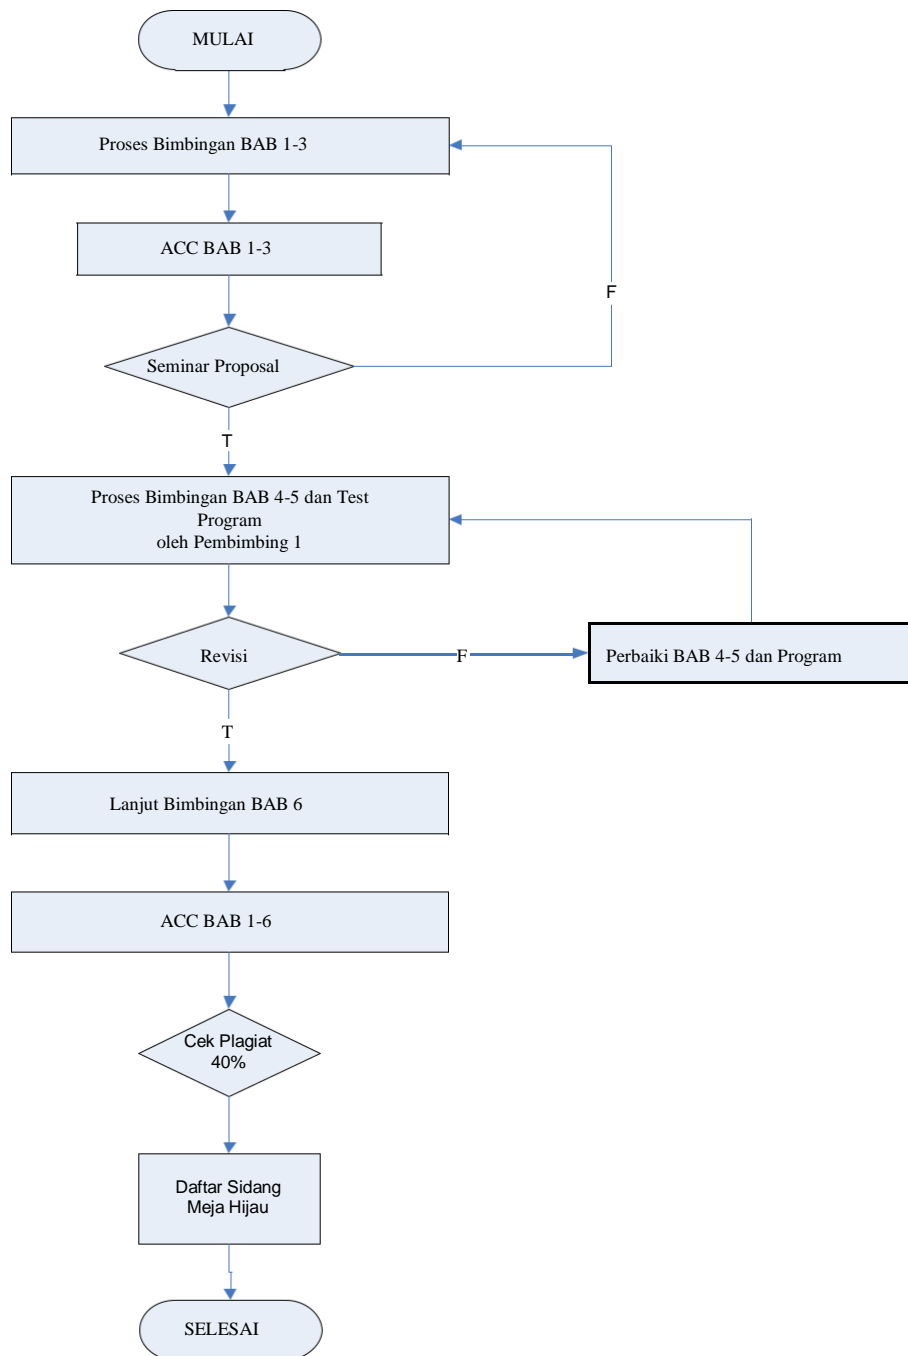 MULAI
Proses Bimbingan BAB 1-3
ACC BAB 1-3
F
Seminar Proposal
T
Proses Bimbingan BAB 4-5 dan Test
Program
oleh Pembimbing 1
Revisi
F
Perbaiki BAB 4-5 dan Program
T
Lanjut Bimbingan BAB 6
ACC BAB 1-6
Cek Plagiat
40%
Daftar Sidang
Meja Hijau
SELESAI